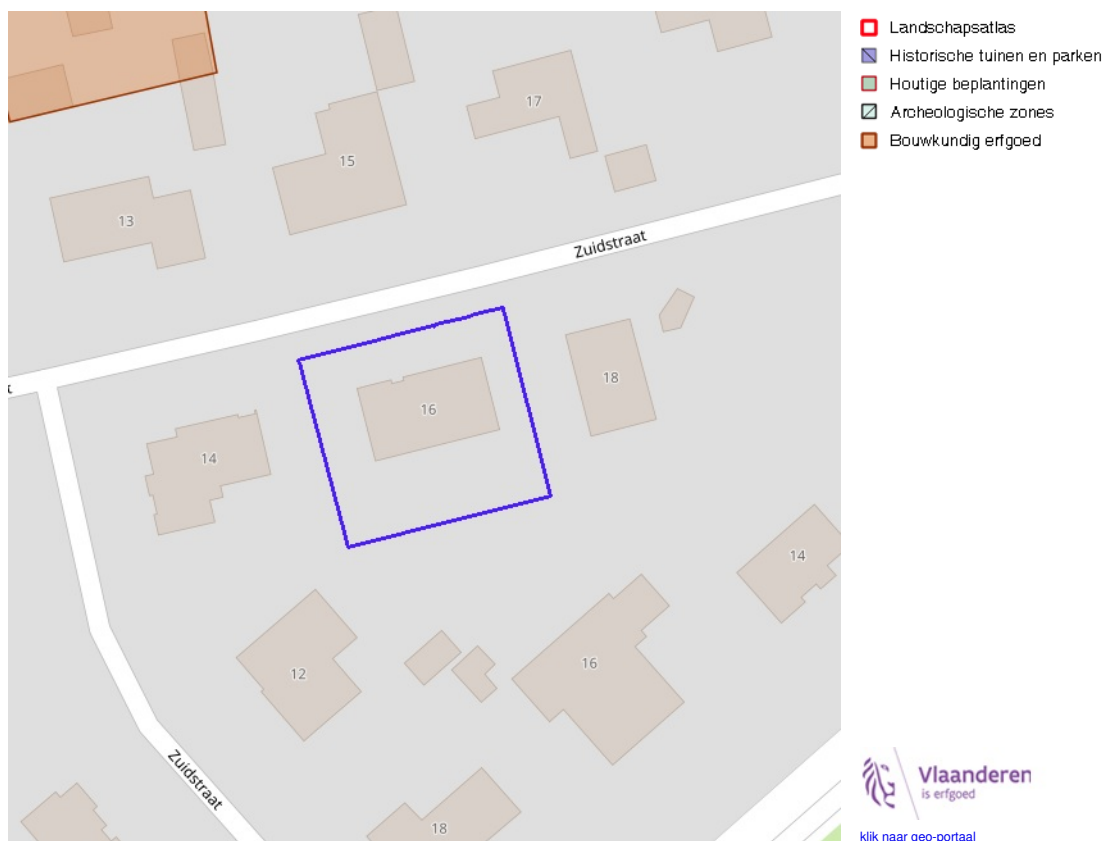 Landschapsatlas
Historische tuinen en parken
Houtige beplantingen
Archeologische zones
Bouwkundig erfgoed
17
15
13
Zuidstraat
18
16
14
14
16
12
Zuidstraat
18
Vlaanderen
is erfgoed
klik naar geo-portaal